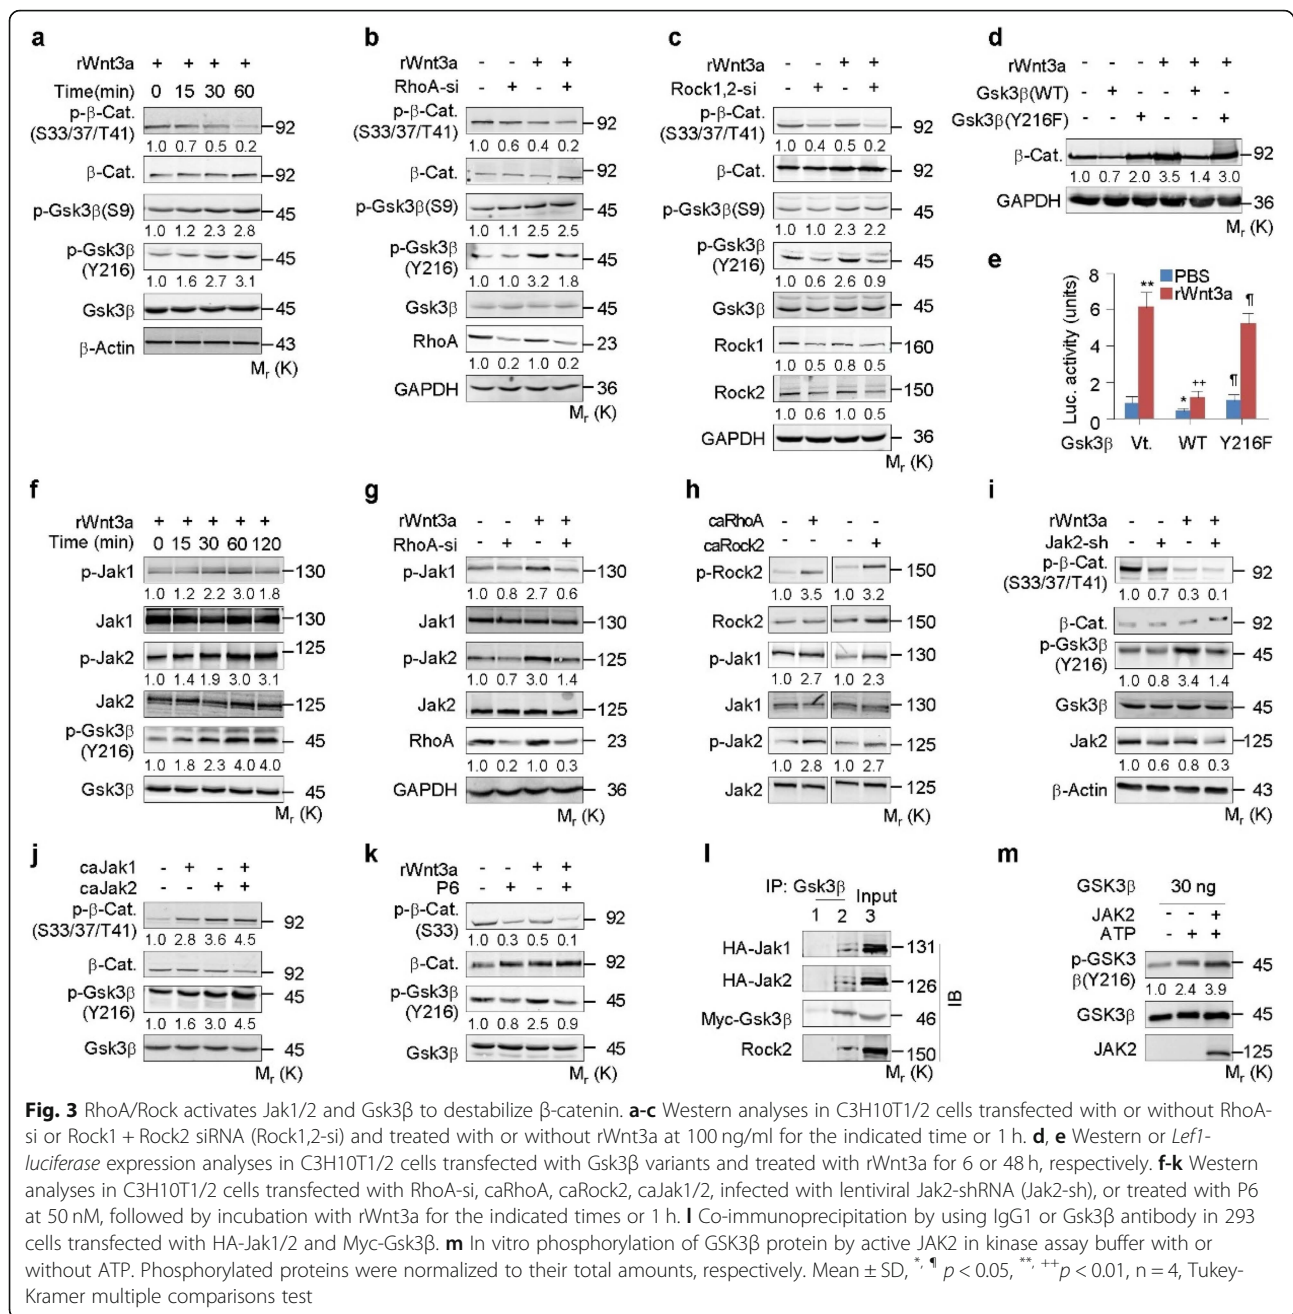 a
rWnt3a + + + +
Time(min) 0 15 30 60
p-β-Cat. (S33/37/T41) 92
1.0 0.7 0.5 0.2
β-Cat. 92
p-Gsk3β(S9) 45
1.0 1.2 2.3 2.8
p-Gsk3β (Y216) 45
1.0 1.6 2.7 3.1
Gsk3β 45
β-Actin 43
Mr (K)
b
rWnt3a - - + +
RhoA-si - + - +
p-β-Cat. (S33/37/T41) 92
1.0 0.6 0.4 0.2
β-Cat. 92
p-Gsk3β(S9) 45
1.0 1.1 2.5 2.5
p-Gsk3β (Y216) 45
1.0 1.0 3.2 1.8
Gsk3β 45
RhoA 23
1.0 0.2 1.0 0.2
GAPDH 36
Mr (K)
c
rWnt3a - - + +
Rock1,2-si - + - +
p-β-Cat. (S33/37/T41) 92
1.0 0.4 0.5 0.2
β-Cat. 92
p-Gsk3β(S9) 45
1.0 1.0 2.3 2.2
p-Gsk3β (Y216) 45
1.0 0.6 2.6 0.9
Gsk3β 45
Rock1 160
1.0 0.5 0.8 0.5
Rock2 150
1.0 0.6 1.0 0.5
GAPDH 36
Mr (K)
d
rWnt3a - - - + + +
Gsk3β(WT) - + - - + -
Gsk3β(Y216F) - - + - - +
β-Cat. 92
1.0 0.7 2.0 3.5 1.4 3.0
GAPDH 36
Mr (K)
e
Luc. activity (units)
8
6
4
2
0
PBS
rWnt3a
** * ++ ¶ ¶
Gsk3β Vt. WT Y216F
f
rWnt3a + + + + +
Time (min) 0 15 30 60 120
p-Jak1 130
1.0 1.2 2.2 3.0 1.8
Jak1 130
p-Jak2 125
1.0 1.4 1.9 3.0 3.1
Jak2 125
p-Gsk3β (Y216) 45
1.0 1.8 2.3 4.0 4.0
Gsk3β 45
Mr (K)
g
rWnt3a - - + +
RhoA-si - + - +
p-Jak1 130
1.0 0.8 2.7 0.6
Jak1 130
p-Jak2 125
1.0 0.7 3.0 1.4
Jak2 125
RhoA 23
1.0 0.2 1.0 0.3
GAPDH 36
Mr (K)
h
caRhoA - + - -
caRock2 - - - +
p-Rock2 150
1.0 3.5 1.0 3.2
Rock2 150
p-Jak1 130
1.0 2.7 1.0 2.3
Jak1 130
p-Jak2 125
1.0 2.8 1.0 2.7
Jak2 125
Mr (K)
i
rWnt3a - - + +
Jak2-sh - + - +
p-β-Cat. (S33/37/T41) 92
1.0 0.7 0.3 0.1
β-Cat. 92
p-Gsk3β (Y216) 45
1.0 0.8 3.4 1.4
Gsk3β 45
Jak2 125
1.0 0.6 0.8 0.3
β-Actin 43
Mr (K)
j
caJak1 - + - +
caJak2 - - + +
p-β-Cat. (S33/37/T41) 92
1.0 2.8 3.6 4.5
β-Cat. 92
p-Gsk3β (Y216) 45
1.0 1.6 3.0 4.5
Gsk3β 45
Mr (K)
k
rWnt3a - - + +
P6 - + - +
p-β-Cat. (S33) 92
1.0 0.3 0.5 0.1
β-Cat. 92
p-Gsk3β (Y216) 45
1.0 0.8 2.5 0.9
Gsk3β 45
Mr (K)
l
IP: Gsk3β Input
1 2 3
HA-Jak1 131
HA-Jak2 126
Myc-Gsk3β 46
Rock2 150
IB
Mr (K)
m
GSK3β 30 ng
JAK2 - - +
ATP - + +
p-GSK3 β(Y216) 45
1.0 2.4 3.9
GSK3β 45
JAK2 125
Mr (K)
Fig. 3 RhoA/Rock activates Jak1/2 and Gsk3β to destabilize β-catenin. a-c Western analyses in C3H10T1/2 cells transfected with or without RhoA-
si or Rock1 + Rock2 siRNA (Rock1,2-si) and treated with or without rWnt3a at 100 ng/ml for the indicated time or 1 h. d, e Western or Lef1-
luciferase expression analyses in C3H10T1/2 cells transfected with Gsk3β variants and treated with rWnt3a for 6 or 48 h, respectively. f-k Western
analyses in C3H10T1/2 cells transfected with RhoA-si, caRhoA, caRock2, caJak1/2, infected with lentiviral Jak2-shRNA (Jak2-sh), or treated with P6
at 50 nM, followed by incubation with rWnt3a for the indicated times or 1 h. l Co-immunoprecipitation by using IgG1 or Gsk3β antibody in 293
cells transfected with HA-Jak1/2 and Myc-Gsk3β. m In vitro phosphorylation of GSK3β protein by active JAK2 in kinase assay buffer with or
without ATP. Phosphorylated proteins were normalized to their total amounts, respectively. Mean ± SD, *, ¶ p < 0.05, **, ++p < 0.01, n = 4, Tukey-
Kramer multiple comparisons test